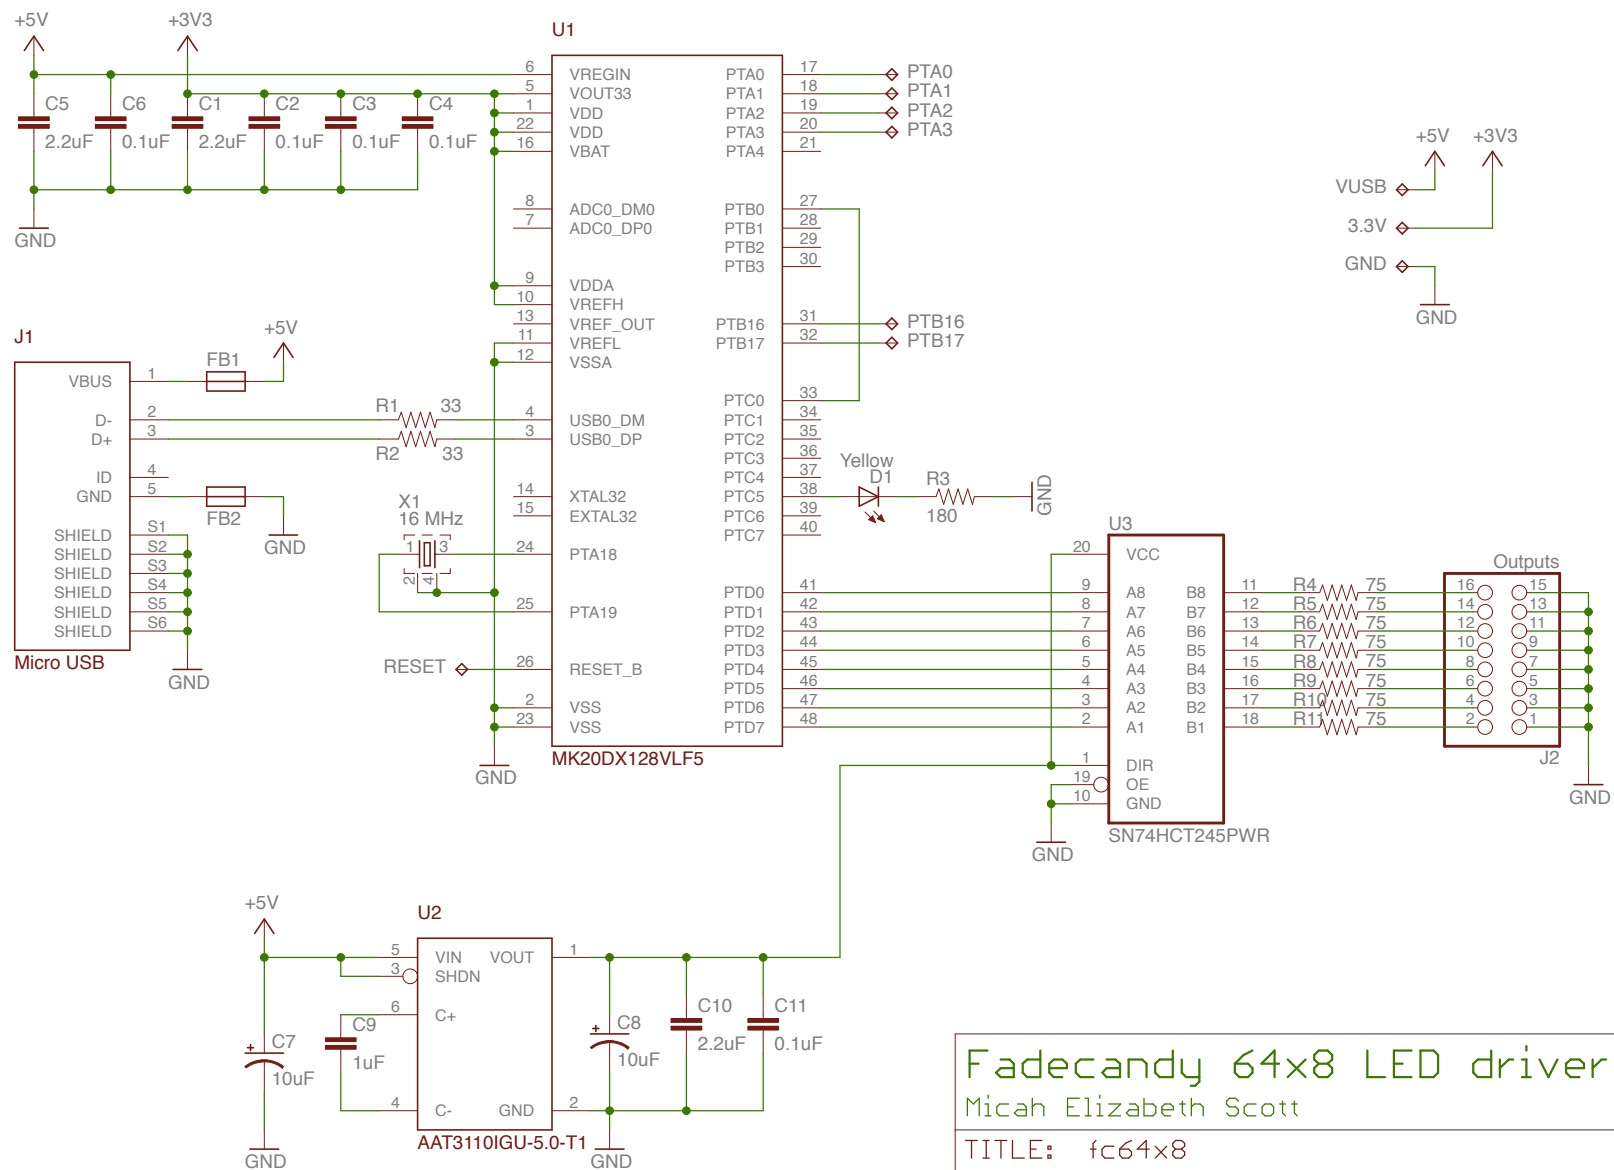 +5V
+3V3
C5
2.2uF
C6
0.1uF
C1
2.2uF
C2
0.1uF
C3
0.1uF
C4
0.1uF
GND
U1
6 VREGIN
5 VOUT33
1 VDD
22 VDD
16 VBAT
8 ADC0_DM0
7 ADC0_DP0
9 VDDA
10 VREFH
13 VREF_OUT
11 VREFL
12 VSSA
4 USB0_DM
3 USB0_DP
14 XTAL32
15 EXTAL32
24 PTA18
25 PTA19
26 RESET_B
2 VSS
23 VSS
PTA0 17 PTA0
PTA1 18 PTA1
PTA2 19 PTA2
PTA3 20 PTA3
PTA4 21
PTB0 27
PTB1 28
PTB2 29
PTB3 30
PTB16 31 PTB16
PTB17 32 PTB17
PTC0 33
PTC1 34
PTC2 35
PTC3 36
PTC4 37
PTC5 38
PTC6 39
PTC7 40
PTD0 41
PTD1 42
PTD2 43
PTD3 44
PTD4 45
PTD5 46
PTD6 47
PTD7 48
MK20DX128VLF5
+5V
+3V3
VUSB
3.3V
GND
GND
J1
VBUS 1
D- 2
D+ 3
ID 4
GND 5
SHIELD S1
SHIELD S2
SHIELD S3
SHIELD S4
SHIELD S5
SHIELD S6
Micro USB
FB1
+5V
FB2
GND
GND
R1 33
R2 33
X1
16 MHz
1 3
2 4
RESET
GND
Yellow
D1
R3
180
GND
U3
20 VCC
9 A8
8 A7
7 A6
6 A5
5 A4
4 A3
3 A2
2 A1
1 DIR
19 OE
10 GND
B8 11
B7 12
B6 13
B5 14
B4 15
B3 16
B2 17
B1 18
SN74HCT245PWR
GND
R4 75
R5 75
R6 75
R7 75
R8 75
R9 75
R10 75
R11 75
Outputs
16 15
14 13
12 11
10 9
8 7
6 5
4 3
2 1
J2
GND
+5V
C7
10uF
GND
C9
1uF
U2
5 VIN
3 SHDN
6 C+
4 C-
VOUT 1
GND 2
AAT3110IGU-5.0-T1
C8
10uF
C10
2.2uF
C11
0.1uF
GND
Fadecandy 64x8 LED driver
Micah Elizabeth Scott
TITLE: fc64x8